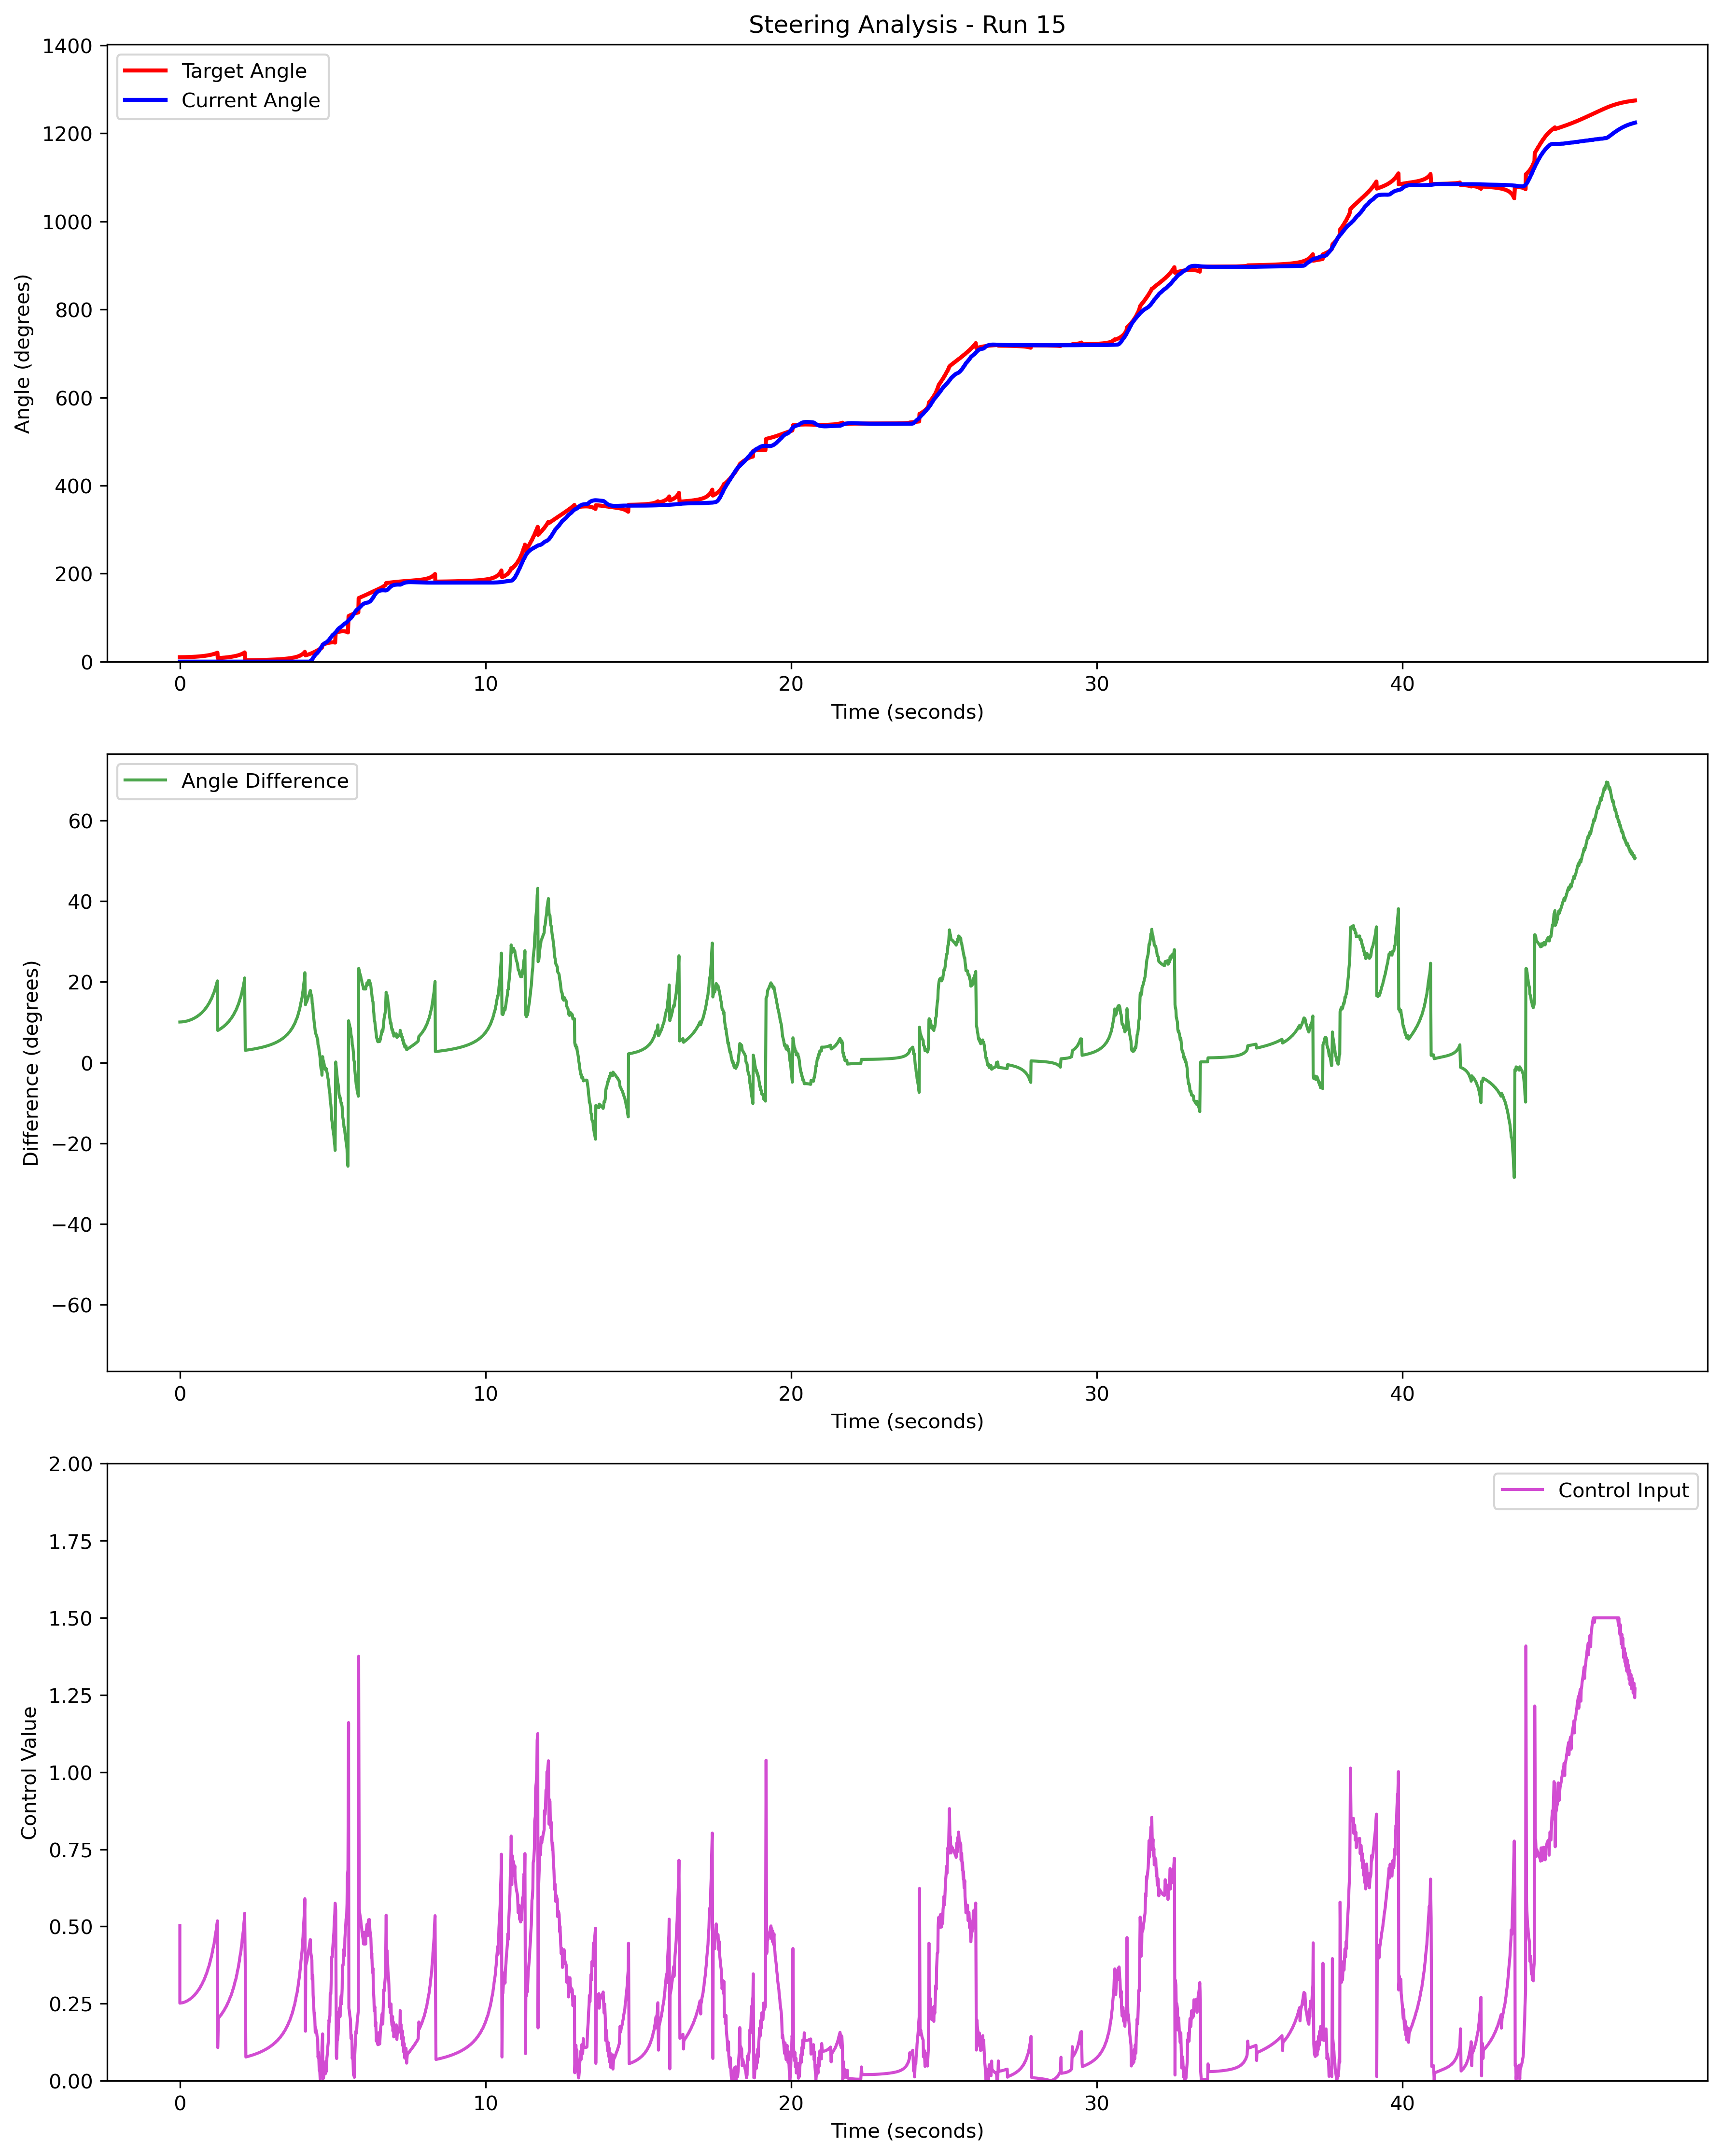 Steering Analysis - Run 15
1400
1200
1000
800
600
400
200
0
Angle (degrees)
Target Angle
Current Angle
0 10 20 30 40
Time (seconds)
60
40
20
0
−20
−40
−60
Difference (degrees)
Angle Difference
0 10 20 30 40
Time (seconds)
2.00
1.75
1.50
1.25
1.00
0.75
0.50
0.25
0.00
Control Value
Control Input
0 10 20 30 40
Time (seconds)